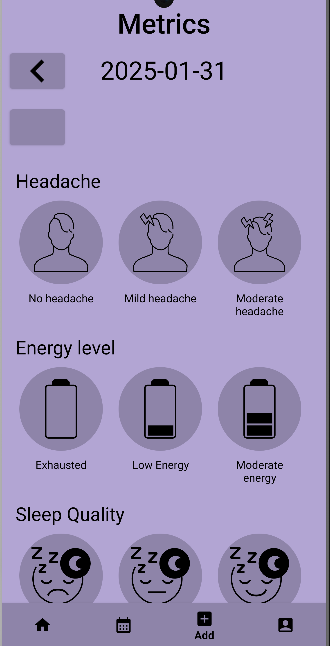 Metrics
2025-01-31
Headache
No headache
Mild headache
Moderate
headache
Energy level
Exhausted
Low Energy
Moderate
energy
Sleep Quality
Z Z Z
Z Z Z
Z Z Z
Add